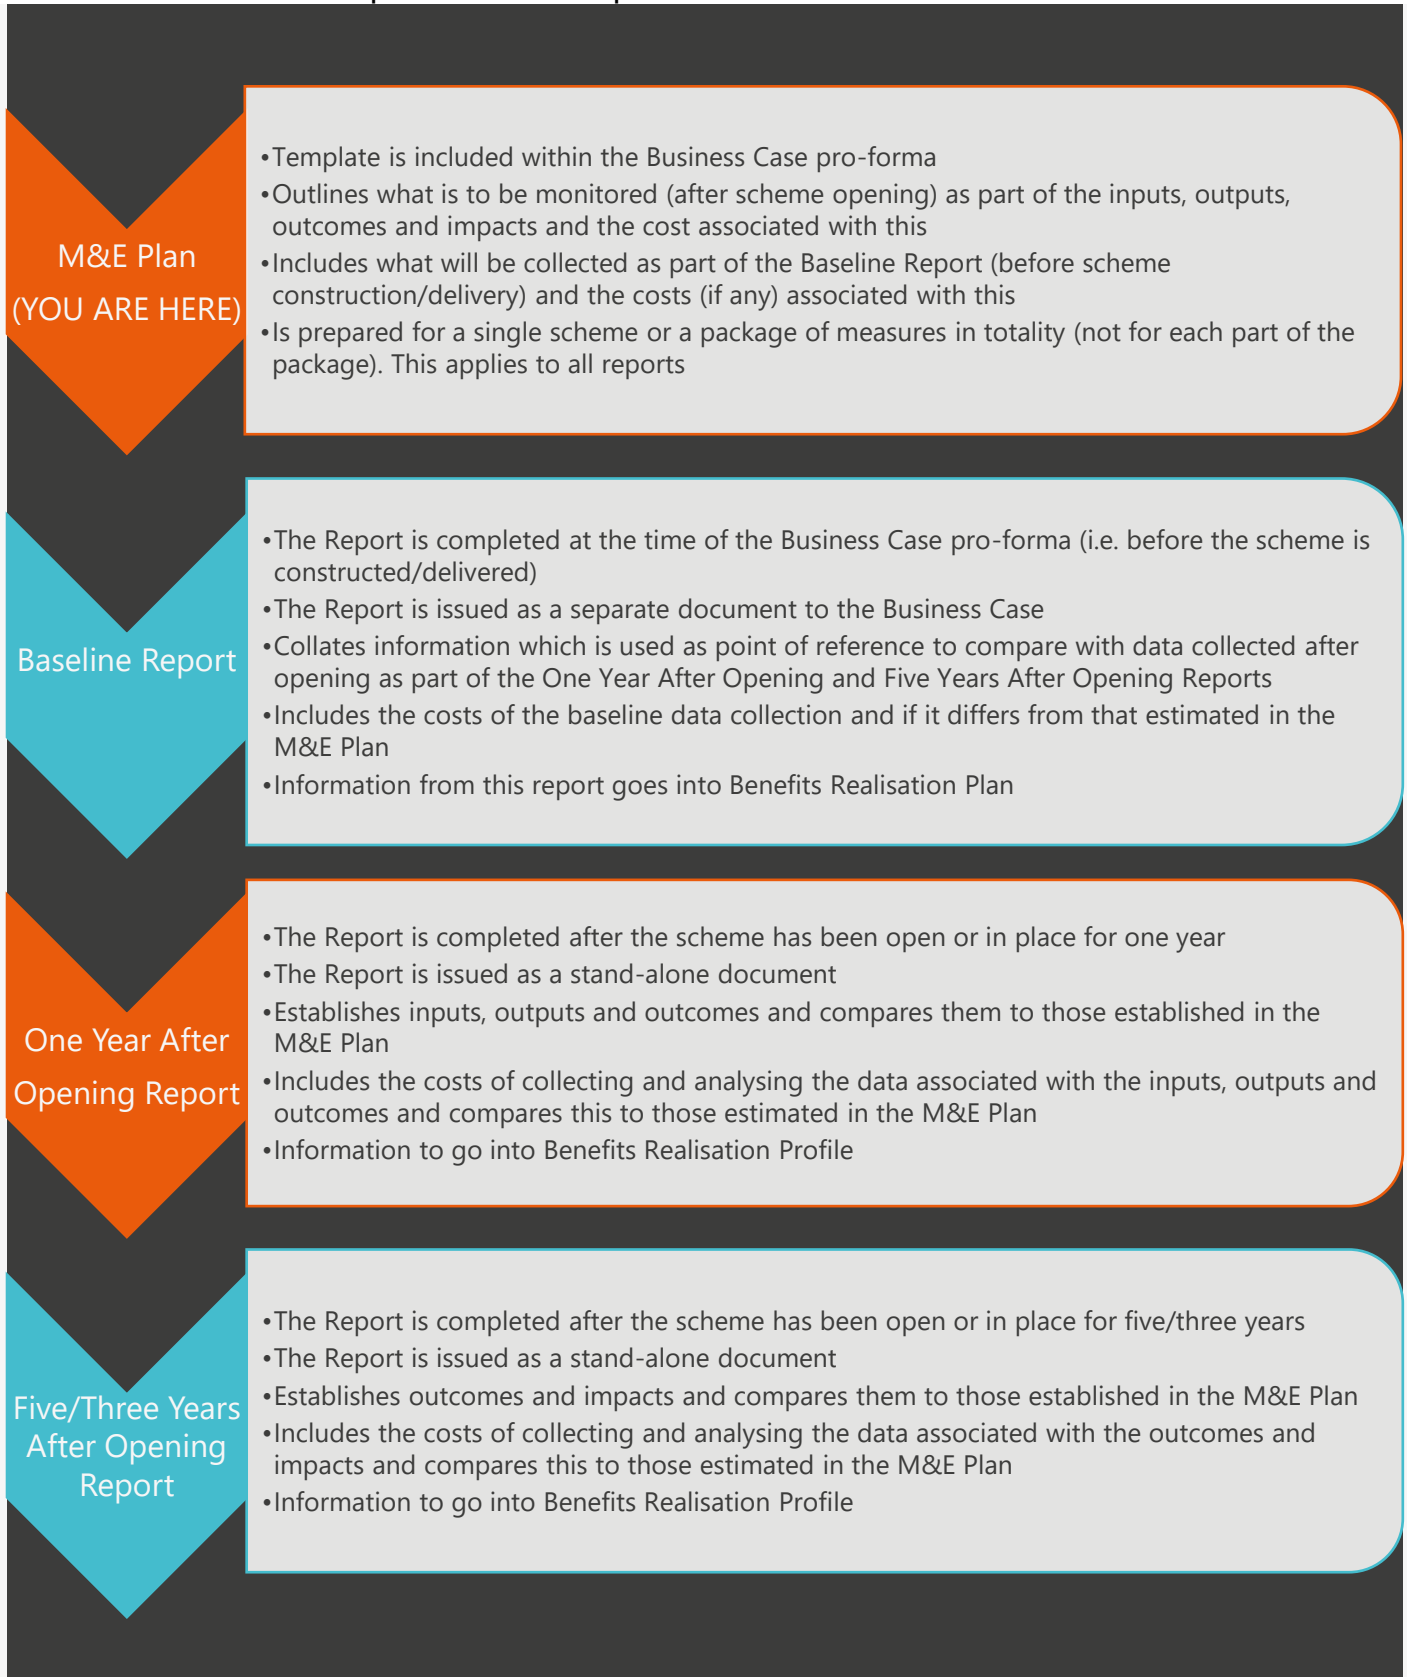 M&E Plan
(YOU ARE HERE)
•Template is included within the Business Case pro-forma
•Outlines what is to be monitored (after scheme opening) as part of the inputs, outputs,
outcomes and impacts and the cost associated with this
•Includes what will be collected as part of the Baseline Report (before scheme
construction/delivery) and the costs (if any) associated with this
•Is prepared for a single scheme or a package of measures in totality (not for each part of the
package). This applies to all reports
Baseline Report
•The Report is completed at the time of the Business Case pro-forma (i.e. before the scheme is
constructed/delivered)
•The Report is issued as a separate document to the Business Case
•Collates information which is used as point of reference to compare with data collected after
opening as part of the One Year After Opening and Five Years After Opening Reports
•Includes the costs of the baseline data collection and if it differs from that estimated in the
M&E Plan
•Information from this report goes into Benefits Realisation Plan
One Year After
Opening Report
•The Report is completed after the scheme has been open or in place for one year
•The Report is issued as a stand-alone document
•Establishes inputs, outputs and outcomes and compares them to those established in the
M&E Plan
•Includes the costs of collecting and analysing the data associated with the inputs, outputs and
outcomes and compares this to those estimated in the M&E Plan
•Information to go into Benefits Realisation Profile
Five/Three Years
After Opening
Report
•The Report is completed after the scheme has been open or in place for five/three years
•The Report is issued as a stand-alone document
•Establishes outcomes and impacts and compares them to those established in the M&E Plan
•Includes the costs of collecting and analysing the data associated with the outcomes and
impacts and compares this to those estimated in the M&E Plan
•Information to go into Benefits Realisation Profile